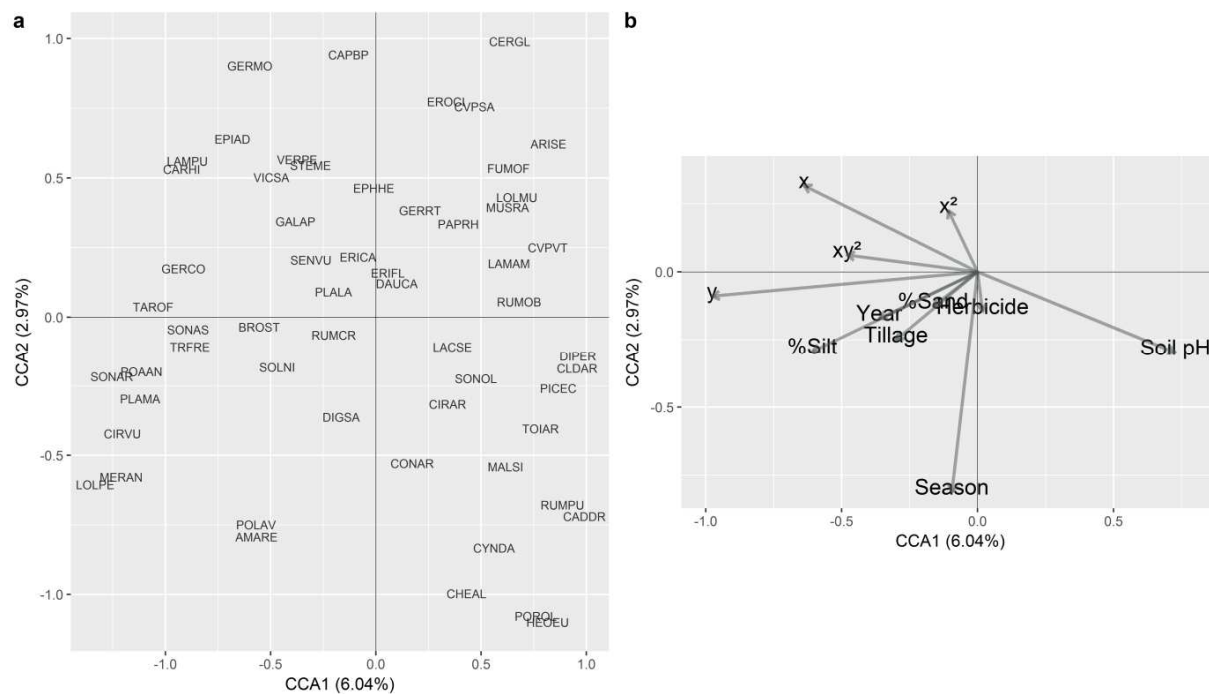 a
CERGL
CAPBP
GERMO
EROCI
CVPSA
EPIAD
ARISE
LAMPU
VERPE
CARHI
STEME
FUMOF
VICSA
EPHHE
LOLMU
MUSRA
GERRT
GALAP
PAPRH
CVPVT
SENVU
ERICA
LAMAM
GERCO
ERIFL
DAUCA
PLALA
RUMOB
TAROF
SONAS
BROST
RUMCR
TRFRE
LACSE
DIPER
SOLNI
CLDAR
POAAN
SONAR
SONOL
PICEC
PLAMA
CIRAR
DIGSA
TOIAR
CIRVU
CONAR
MALSI
MERAN
LOLPE
RUMPU
CADDR
POLAV
AMARE
CYNDA
CHEAL
POROL
HEOEU
1.0
0.5
0.0
-0.5
-1.0
CCA2 (2.97%)
-1.0 -0.5 0.0 0.5 1.0
CCA1 (6.04%)
b
x
x²
xy²
y
%Sand
Herbicide
Year
Tillage
%Silt
Soil pH
Season
0.0
-0.5
CCA2 (2.97%)
-1.0 -0.5 0.0 0.5
CCA1 (6.04%)